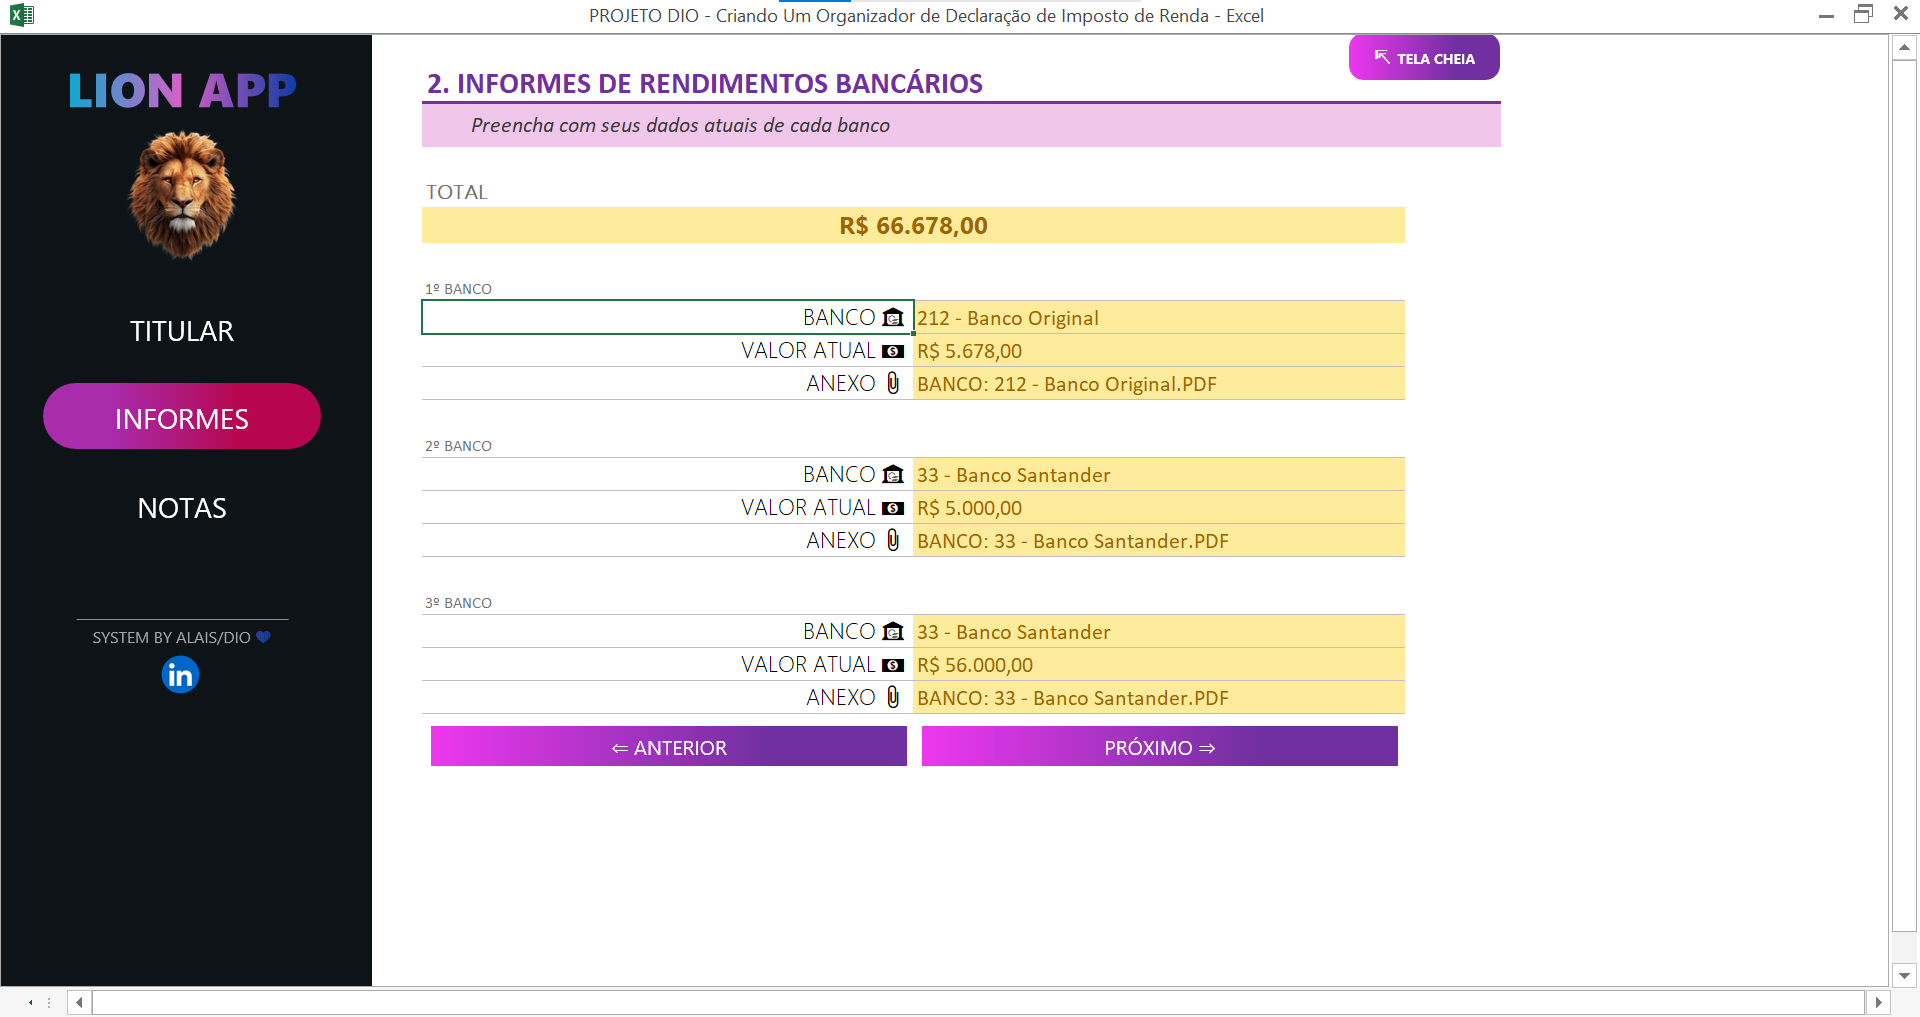 PROJETO DIO - Criando Um Organizador de Declaração de Imposto de Renda - Excel
LION APP
TITULAR
INFORMES
NOTAS
SYSTEM BY ALAIS/DIO 💙
in
⇱ TELA CHEIA
2. INFORMES DE RENDIMENTOS BANCÁRIOS
Preencha com seus dados atuais de cada banco
TOTAL
R$ 66.678,00
1º BANCO
BANCO 212 - Banco Original
VALOR ATUAL R$ 5.678,00
ANEXO BANCO: 212 - Banco Original.PDF
2º BANCO
BANCO 33 - Banco Santander
VALOR ATUAL R$ 5.000,00
ANEXO BANCO: 33 - Banco Santander.PDF
3º BANCO
BANCO 33 - Banco Santander
VALOR ATUAL R$ 56.000,00
ANEXO BANCO: 33 - Banco Santander.PDF
⇐ ANTERIOR
PRÓXIMO ⇒